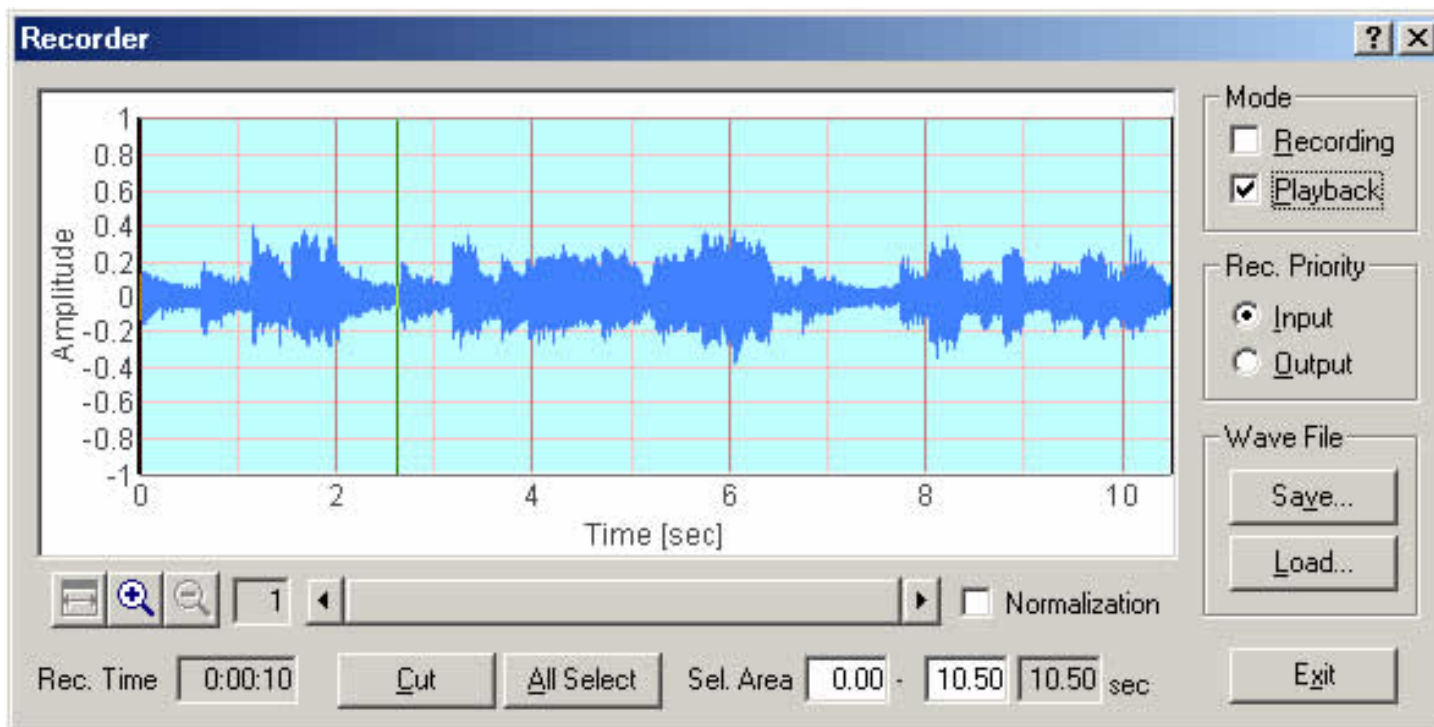 Recorder
Amplitude
1
0.8
0.6
0.4
0.2
0
-0.2
-0.4
-0.6
-0.8
-1
0 2 4 6 8 10
Time [sec]
1
Normalization
Rec. Time 0:00:10 Cut All Select Sel. Area 0.00 - 10.50 10.50 sec
Mode
Recording
Playback
Rec. Priority
Input
Output
Wave File
Save...
Load...
Exit